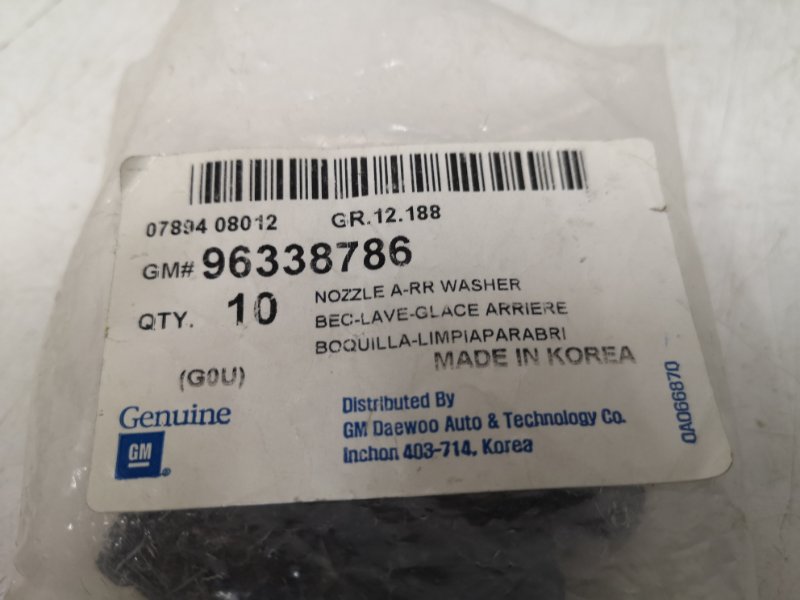 07894 08012 GR.12.188
GM# 96338786
QTY. 10
NOZZLE A-RR WASHER
BEC-LAVE-GLACE ARRIERE
BOQUILLA-LIMPIAPARABRI
MADE IN KOREA
(G0U)
Genuine
GM
®
Distributed By
GM Daewoo Auto & Technology Co.
Inchon 403-714, Korea
0A066870